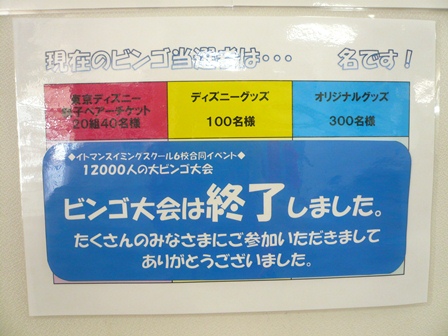 現在のビンゴ当選者は・・・　　名です！
東京ディズニー
親子ペアーチケット
20組40名様
ディズニーグッズ
100名様
オリジナルグッズ
300名様
◆イトマンスイミングスクール6校合同イベント◆
12000人の大ビンゴ大会
ビンゴ大会は終了しました。
たくさんのみなさまにご参加いただきまして
ありがとうございました。